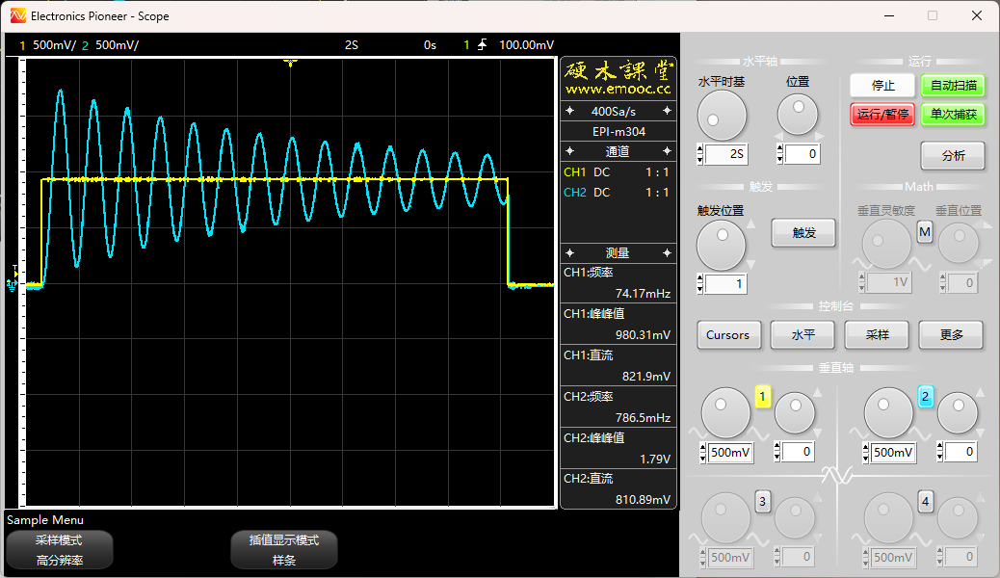 Electronics Pioneer - Scope
1 500mV/ 2 500mV/ 2S 0s 1 100.00mV
硬木課堂
www.emooc.cc
400Sa/s
EPI-m304
通道
CH1 DC 1 : 1
CH2 DC 1 : 1
测量
CH1:频率
74.17mHz
CH1:峰峰值
980.31mV
CH1:直流
821.9mV
CH2:频率
786.5mHz
CH2:峰峰值
1.79V
CH2:直流
810.89mV
T
Sample Menu
采样模式
高分辨率
插值显示模式
样条
水平轴
水平时基 位置
2S 0
运行
停止 自动扫描
运行/暂停 单次捕获
分析
触发
触发位置
触发
1
Math
垂直灵敏度 垂直位置
M
1V 0
控制台
Cursors 水平 采样 更多
垂直轴
1 2
500mV 0 500mV 0
3 4
500mV 0 500mV 0